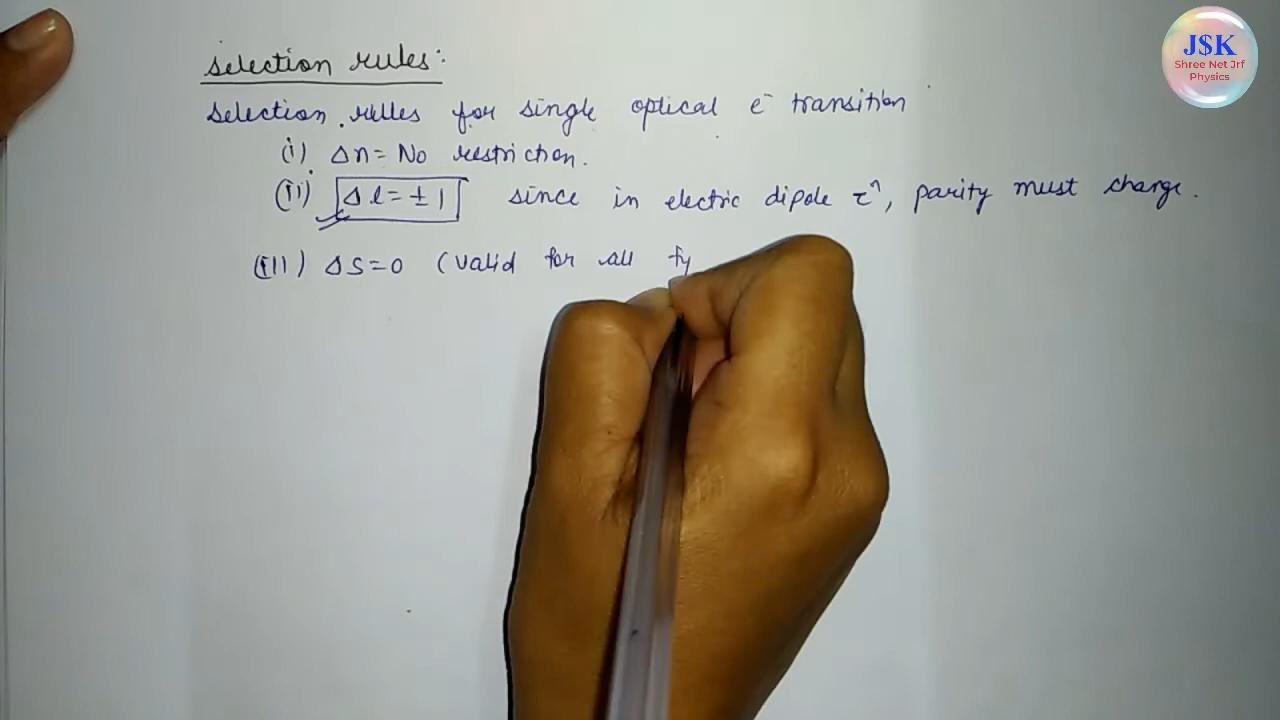 selection rules:
selection rules for single optical e⁻ transition
(i) Δn = No restriction.
(ii) Δl = ±1 since in electric dipole τⁿ, parity must change.
(iii) Δs = 0 (valid for all ty
J$K
Shree Net Jrf
Physics